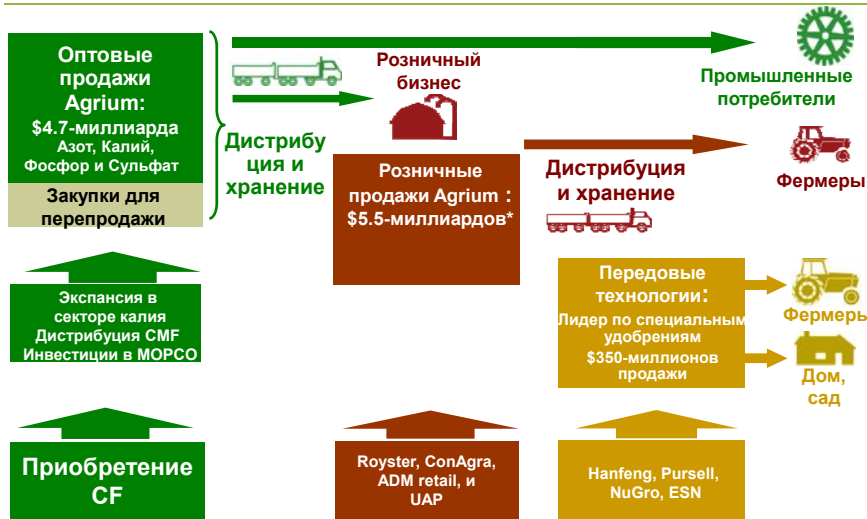 Оптовые
продажи
Agrium:
$4.7-миллиарда
Азот, Калий,
Фосфор и Сульфат
Закупки для
перепродажи
Дистрибу
ция и
хранение
Розничный
бизнес
Розничные
продажи Agrium :
$5.5-миллиардов*
Дистрибуция
и хранение
Промышленные
потребители
Фермеры
Экспансия в
секторе калия
Дистрибуция CMF
Инвестиции в МОРСО
Передовые
технологии:
Лидер по специальным
удобрениям
$350-миллионов
продажи
Фермеры
Дом,
сад
Приобретение
CF
Royster, ConAgra,
ADM retail, и
UAP
Hanfeng, Pursell,
NuGro, ESN